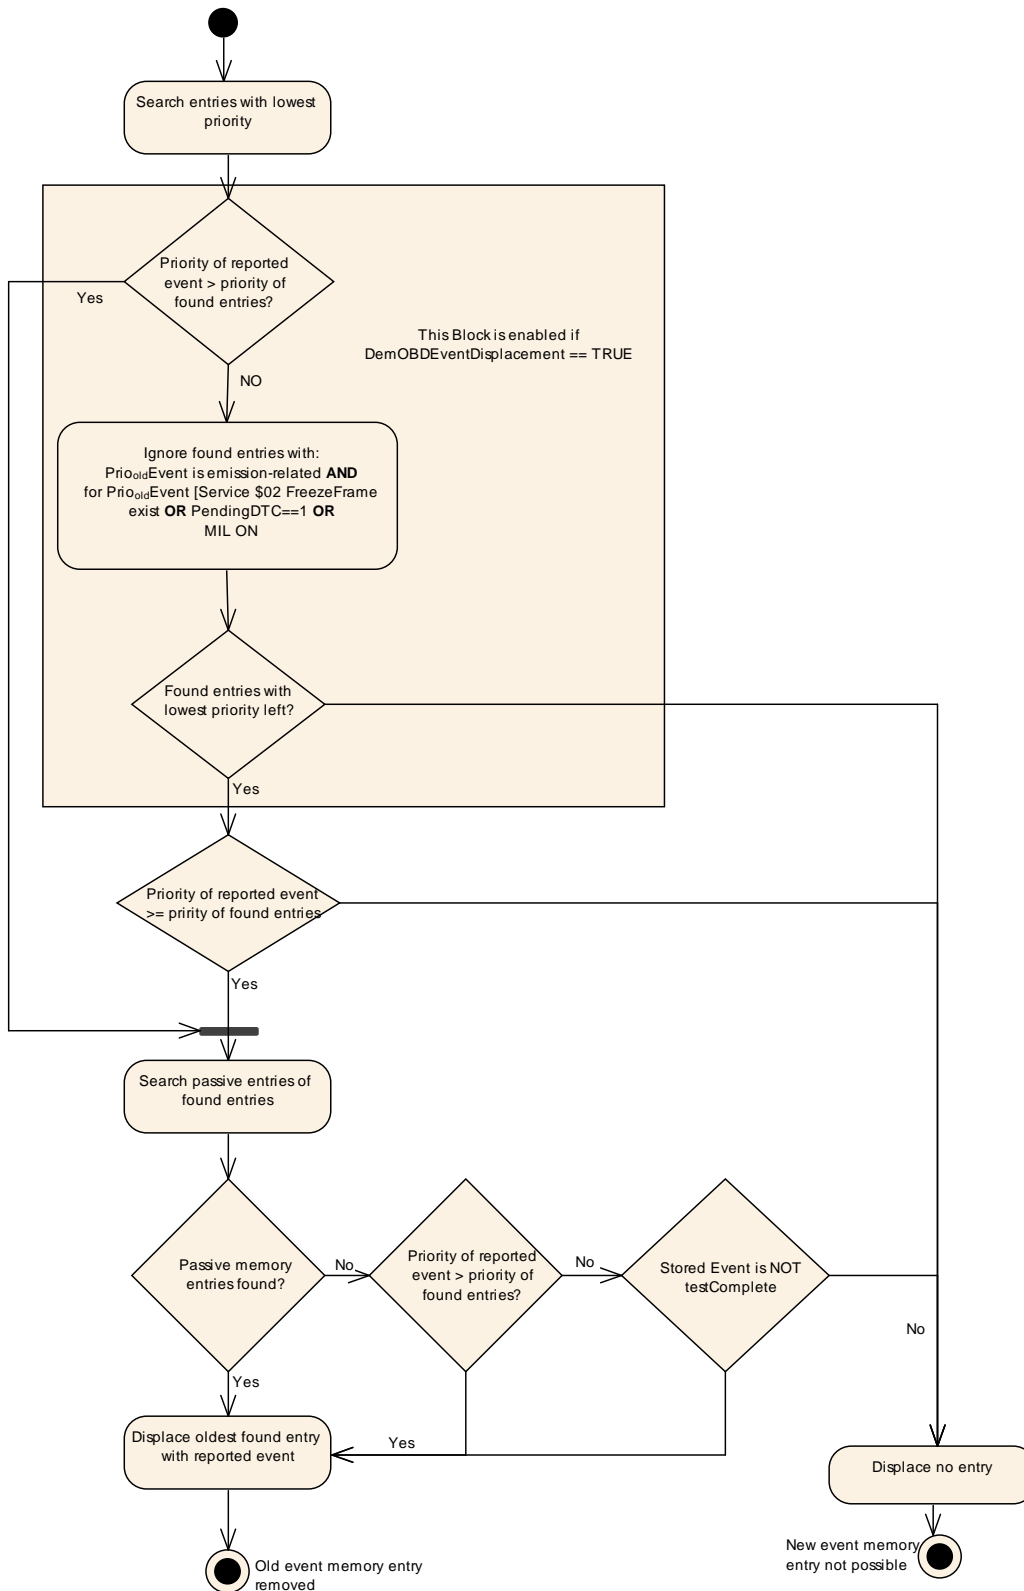 Search entries with lowest
priority
Priority of reported
event > priority of
found entries?
Yes
This Block is enabled if
DemOBDEventDisplacement == TRUE
NO
Ignore found entries with:
PriooldEvent is emission-related AND
for PriooldEvent [Service $02 FreezeFrame
exist OR PendingDTC==1 OR
MIL ON
Found entries with
lowest priority left?
Yes
Priority of reported event
>= pririty of found entries
Yes
Search passive entries of
found entries
Passive memory
entries found?
No
Priority of reported
event > priority of
found entries?
No
Stored Event is NOT
testComplete
No
Yes
Displace oldest found entry
with reported event
Yes
Displace no entry
Old event memory entry
removed
New event memory
entry not possible